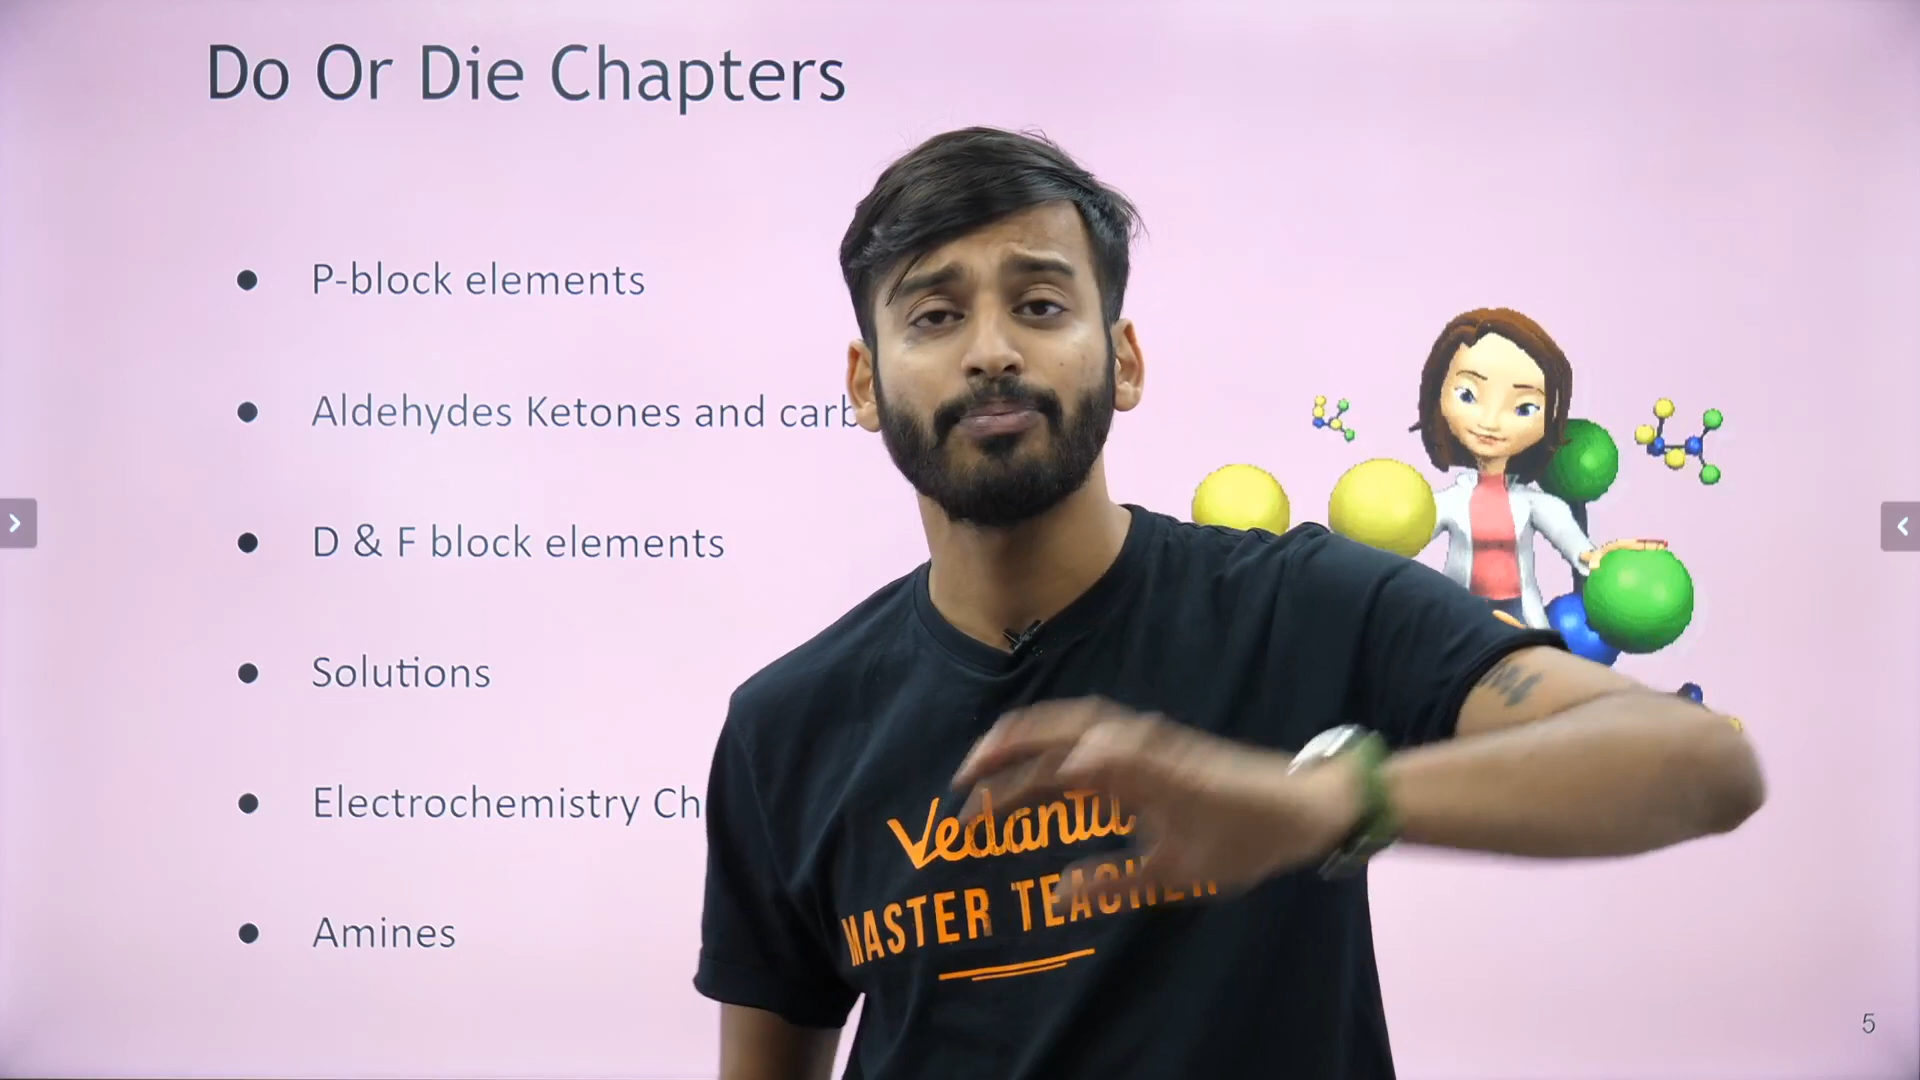 Do Or Die Chapters
P-block elements
Aldehydes Ketones and carb
D & F block elements
Solutions
Electrochemistry Ch
Amines
Vedantu
MASTER TEACHER
5